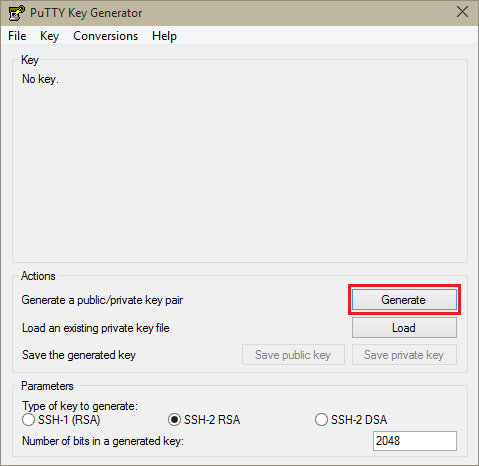 PuTTY Key Generator
File Key Conversions Help
Key
No key.
Actions
Generate a public/private key pair Generate
Load an existing private key file Load
Save the generated key Save public key Save private key
Parameters
Type of key to generate:
SSH-1 (RSA) SSH-2 RSA SSH-2 DSA
Number of bits in a generated key: 2048